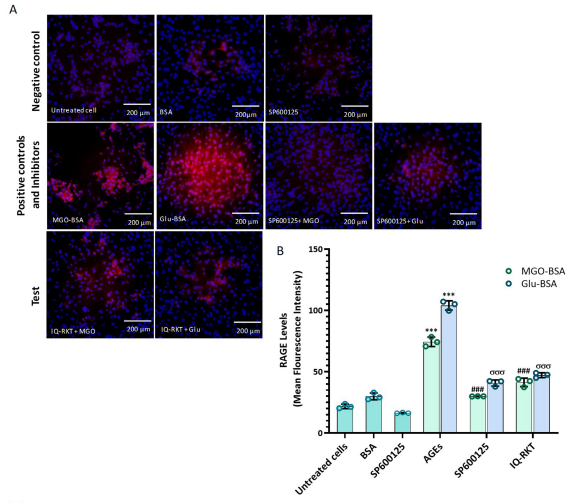 A
Negative control
Untreated cell
200 µm
BSA
200µm
SP600125
200 µm
Positive controls
and Inhibitors
MGO-BSA
200 µm
Glu-BSA
200 µm
SP600125+ MGO
200 µm
SP600125+ Glu
200 µm
Test
IQ-RKT + MGO
200 µm
IQ-RKT + Glu
200 µm
B
RAGE Levels
(Mean Flourescence Intensity)
150
100
50
0
MGO-BSA
Glu-BSA
***
***
###
σσσ
###
σσσ
Untreated cells
BSA
SP600125
AGEs
SP600125
IQ-RKT